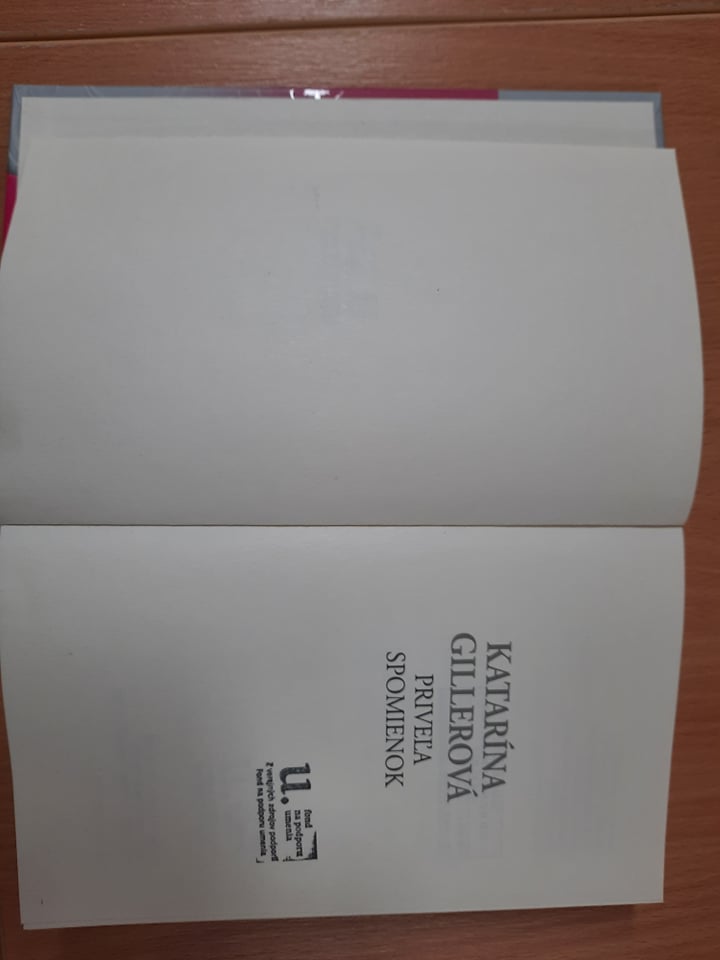 KATARÍNA
GILLEROVÁ
PRIVEĽA
SPOMIENOK
u.
fond
na podporu
umenia
Z verejných zdrojov podporil
Fond na podporu umenia